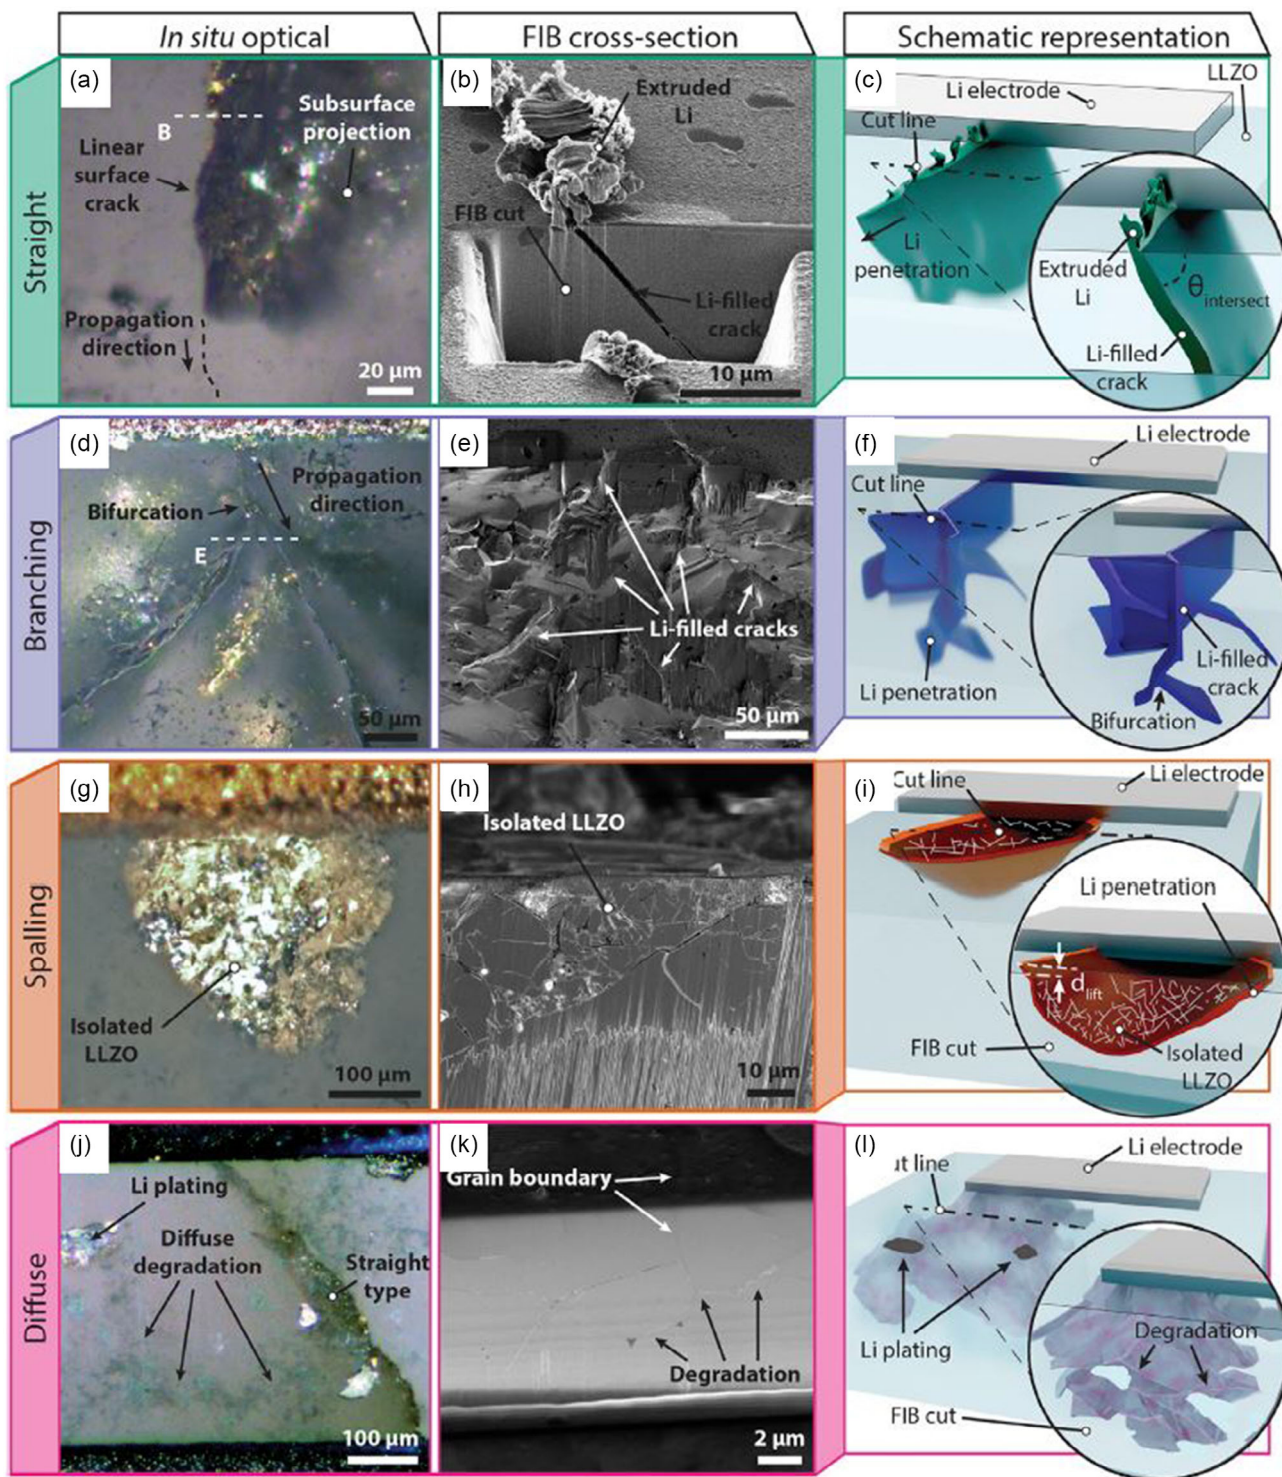 In situ optical
FIB cross-section
Schematic representation
Straight
(a)
B
Subsurface
projection
Linear
surface
crack
Propagation
direction
20 μm
(b)
Extruded
Li
FIB cut
Li-filled
crack
10 μm
(c)
LLZO
Li electrode
Cut line
Li
penetration
Extruded
Li
θintersect
Li-filled
crack
Branching
(d)
Propagation
direction
Bifurcation
E
50 μm
(e)
Li-filled cracks
50 μm
(f)
Li electrode
Cut line
Li penetration
Li-filled
crack
Bifurcation
Spalling
(g)
Isolated
LLZO
100 μm
(h)
Isolated LLZO
10 μm
(i)
Li electrode
Cut line
Li penetration
dlift
FIB cut
Isolated
LLZO
Diffuse
(j)
Li plating
Diffuse
degradation
Straight
type
100 μm
(k)
Grain boundary
Degradation
2 μm
(l)
Li electrode
ut line
Li plating
Degradation
FIB cut